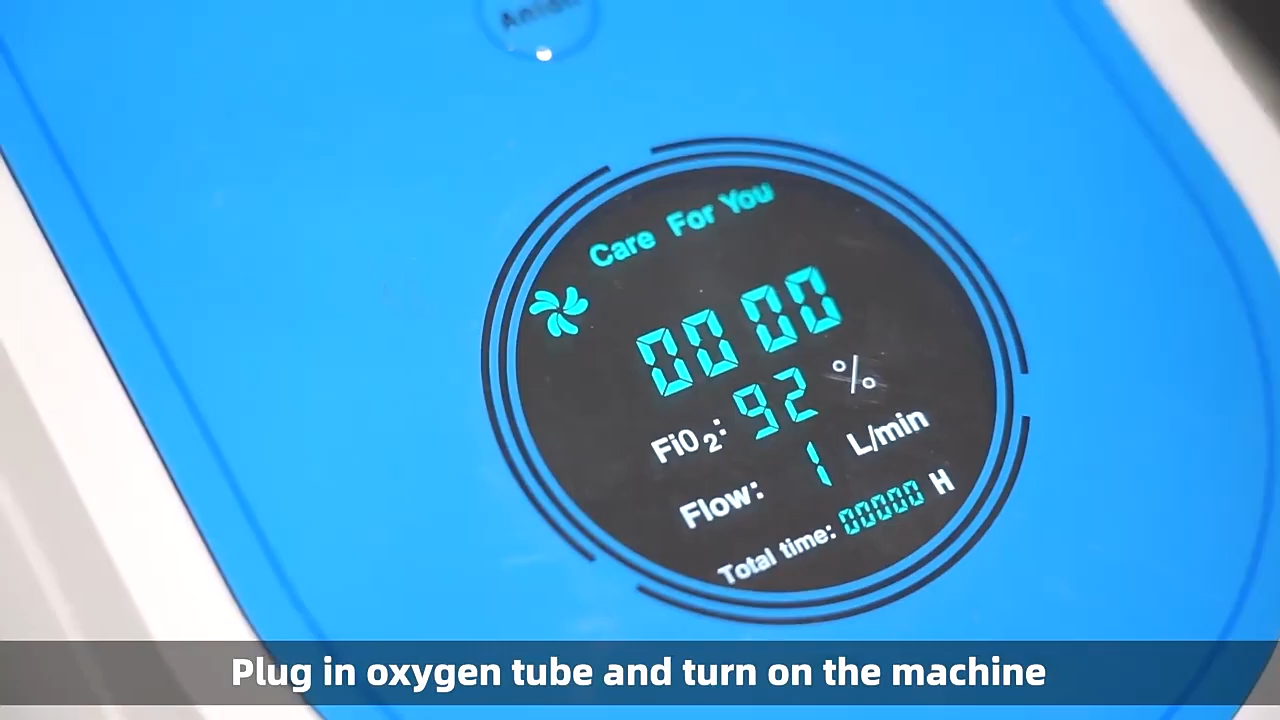 Care For You
00 00
FiO2: 92 %
Flow: 1 L/min
Total time: 00000 H
Plug in oxygen tube and turn on the machine